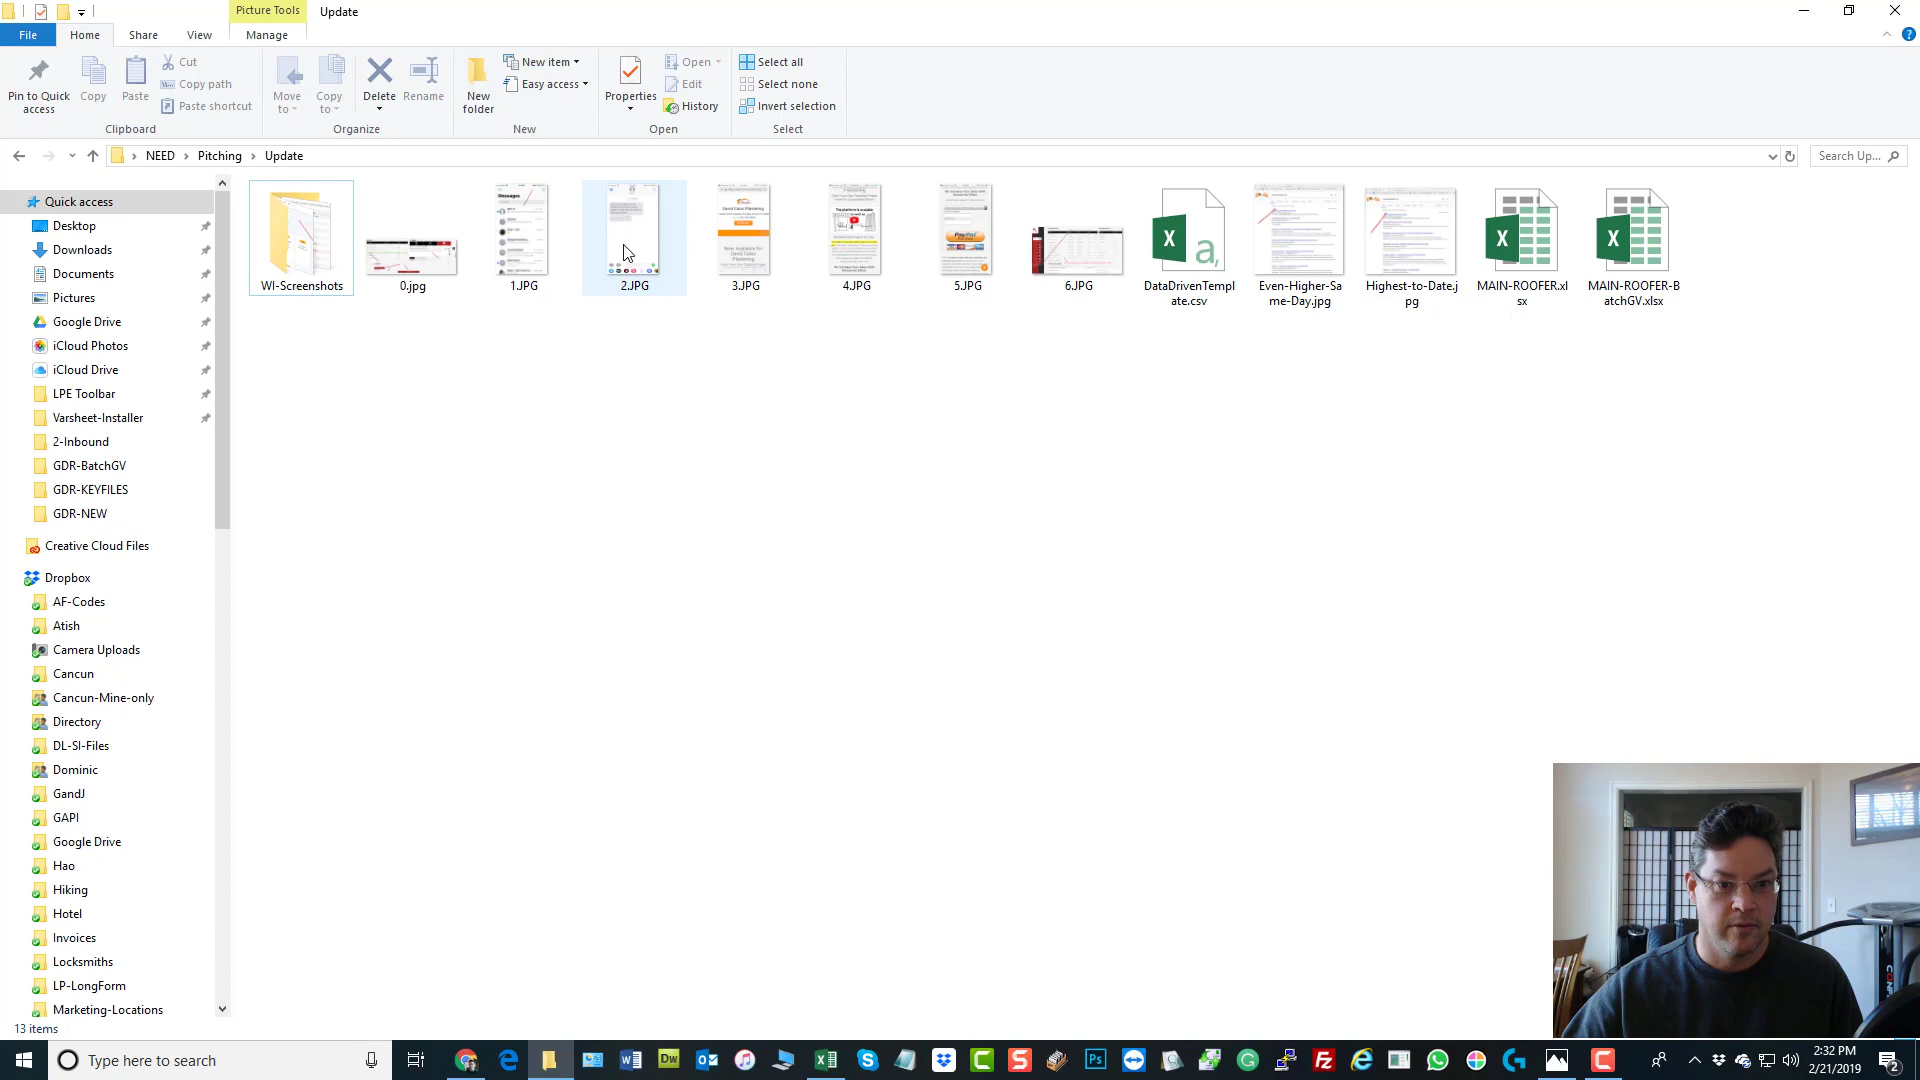 Picture Tools
Update
File
Home
Share
View
Manage
Pin to Quick
access
Copy
Paste
Cut
Copy path
Paste shortcut
Clipboard
Move
to
Copy
to
Delete
Rename
Organize
New
folder
New item
Easy access
New
Properties
Open
Edit
History
Open
Select all
Select none
Invert selection
Select
NEED
Pitching
Update
Search Up...
Quick access
Desktop
Downloads
Documents
Pictures
Google Drive
iCloud Photos
iCloud Drive
LPE Toolbar
Varsheet-Installer
2-Inbound
GDR-BatchGV
GDR-KEYFILES
GDR-NEW
Creative Cloud Files
Dropbox
AF-Codes
Atish
Camera Uploads
Cancun
Cancun-Mine-only
Directory
DL-SI-Files
Dominic
GandJ
GAPI
Google Drive
Hao
Hiking
Hotel
Invoices
Locksmiths
LP-LongForm
Marketing-Locations
WI-Screenshots
0.jpg
1.JPG
2.JPG
3.JPG
4.JPG
5.JPG
6.JPG
DataDrivenTempl
ate.csv
Even-Higher-Sa
me-Day.jpg
Highest-to-Date.j
pg
MAIN-ROOFER.xl
sx
MAIN-ROOFER-B
atchGV.xlsx
13 items
Type here to search
2:32 PM
2/21/2019
2